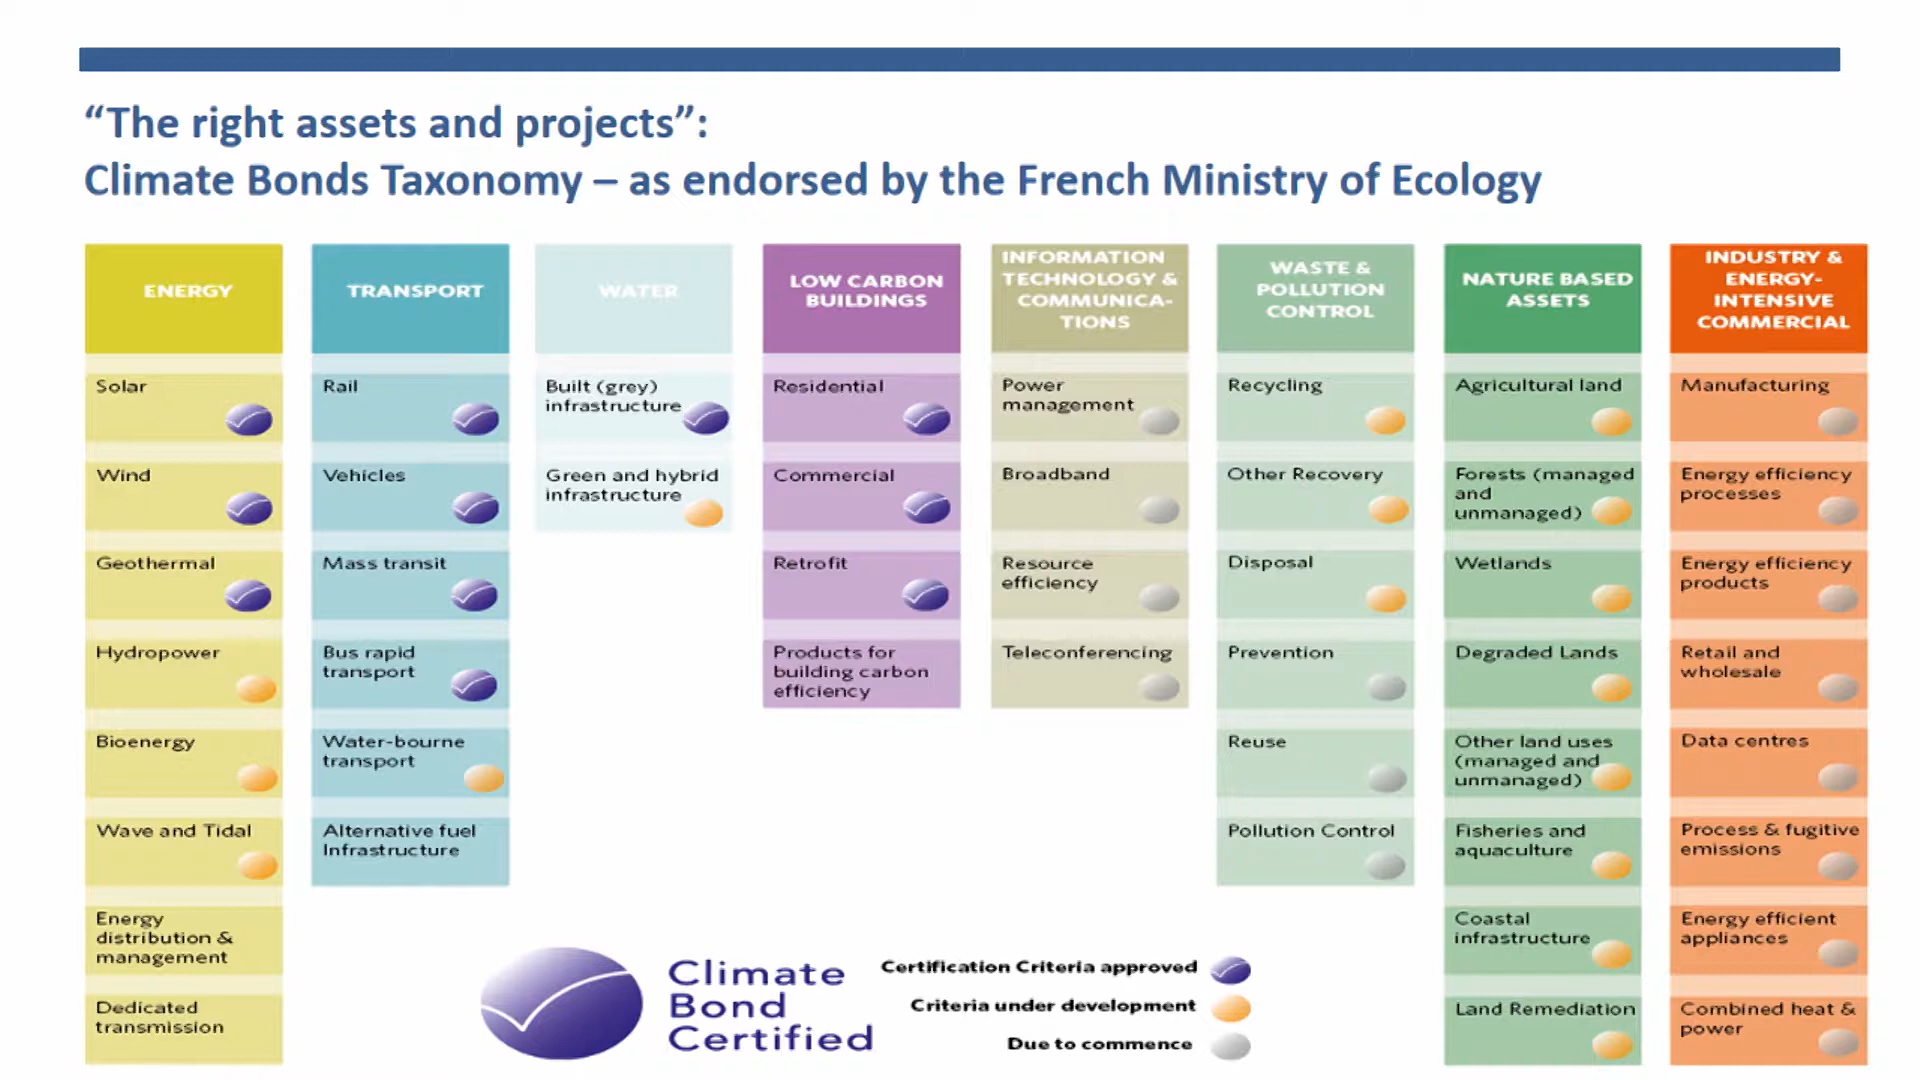 “The right assets and projects”:
Climate Bonds Taxonomy – as endorsed by the French Ministry of Ecology
ENERGY
Solar
Wind
Geothermal
Hydropower
Bioenergy
Wave and Tidal
Energy
distribution &
management
Dedicated
transmission
TRANSPORT
Rail
Vehicles
Mass transit
Bus rapid
transport
Water-bourne
transport
Alternative fuel
Infrastructure
WATER
Built (grey)
infrastructure
Green and hybrid
infrastructure
LOW CARBON
BUILDINGS
Residential
Commercial
Retrofit
Products for
building carbon
efficiency
INFORMATION
TECHNOLOGY &
COMMUNICA-
TIONS
Power
management
Broadband
Resource
efficiency
Teleconferencing
WASTE &
POLLUTION
CONTROL
Recycling
Other Recovery
Disposal
Prevention
Reuse
Pollution Control
NATURE BASED
ASSETS
Agricultural land
Forests (managed
and
unmanaged)
Wetlands
Degraded Lands
Other land uses
(managed and
unmanaged)
Fisheries and
aquaculture
Coastal
infrastructure
Land Remediation
INDUSTRY &
ENERGY-
INTENSIVE
COMMERCIAL
Manufacturing
Energy efficiency
processes
Energy efficiency
products
Retail and
wholesale
Data centres
Process & fugitive
emissions
Energy efficient
appliances
Combined heat &
power
Climate
Bond
Certified
Certification Criteria approved
Criteria under development
Due to commence